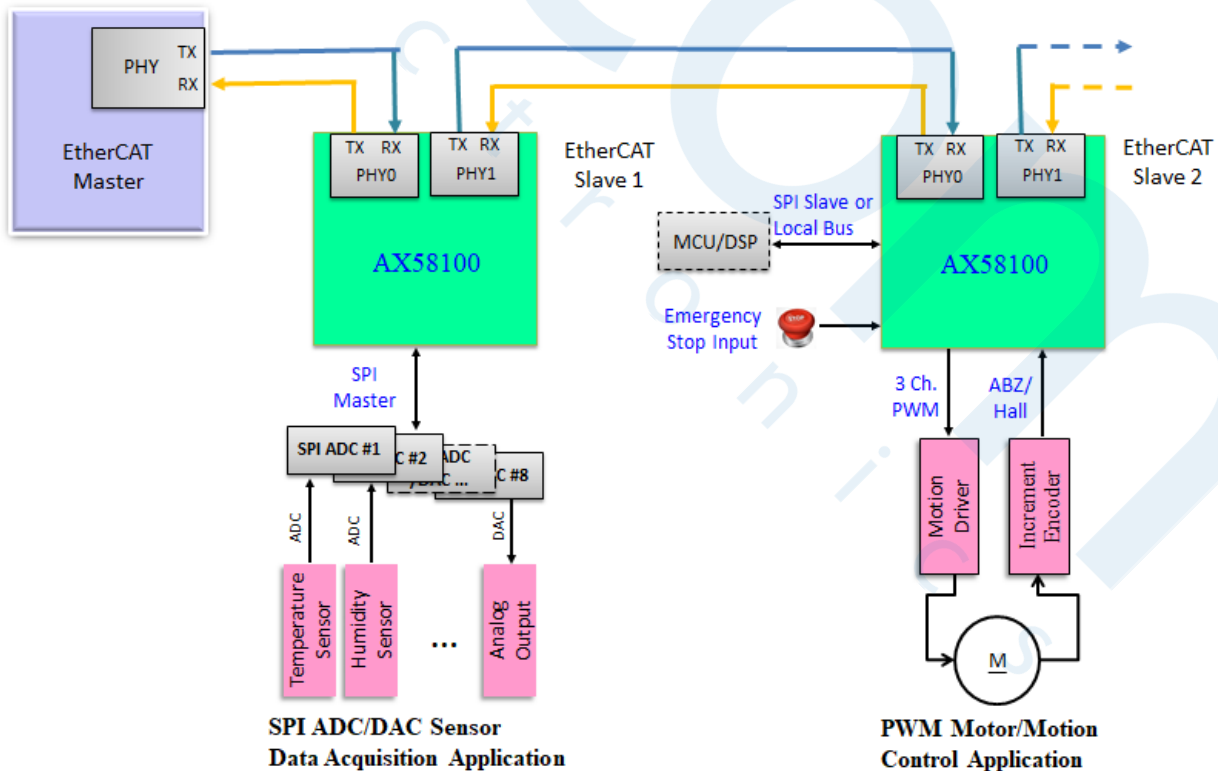 TX
PHY
RX
EtherCAT
Master
TX RX
PHY0
TX RX
PHY1
EtherCAT
Slave 1
AX58100
SPI
Master
SPI ADC #1
C #2
ADC
/DAC ...
C #8
ADC
ADC
DAC
Temperature
Sensor
Humidity
Sensor
...
Analog
Output
SPI ADC/DAC Sensor
Data Acquisition Application
TX RX
PHY0
TX RX
PHY1
EtherCAT
Slave 2
SPI Slave or
Local Bus
MCU/DSP
AX58100
Emergency
Stop Input
3 Ch.
PWM
ABZ/
Hall
Motion
Driver
Increment
Encoder
M
PWM Motor/Motion
Control Application